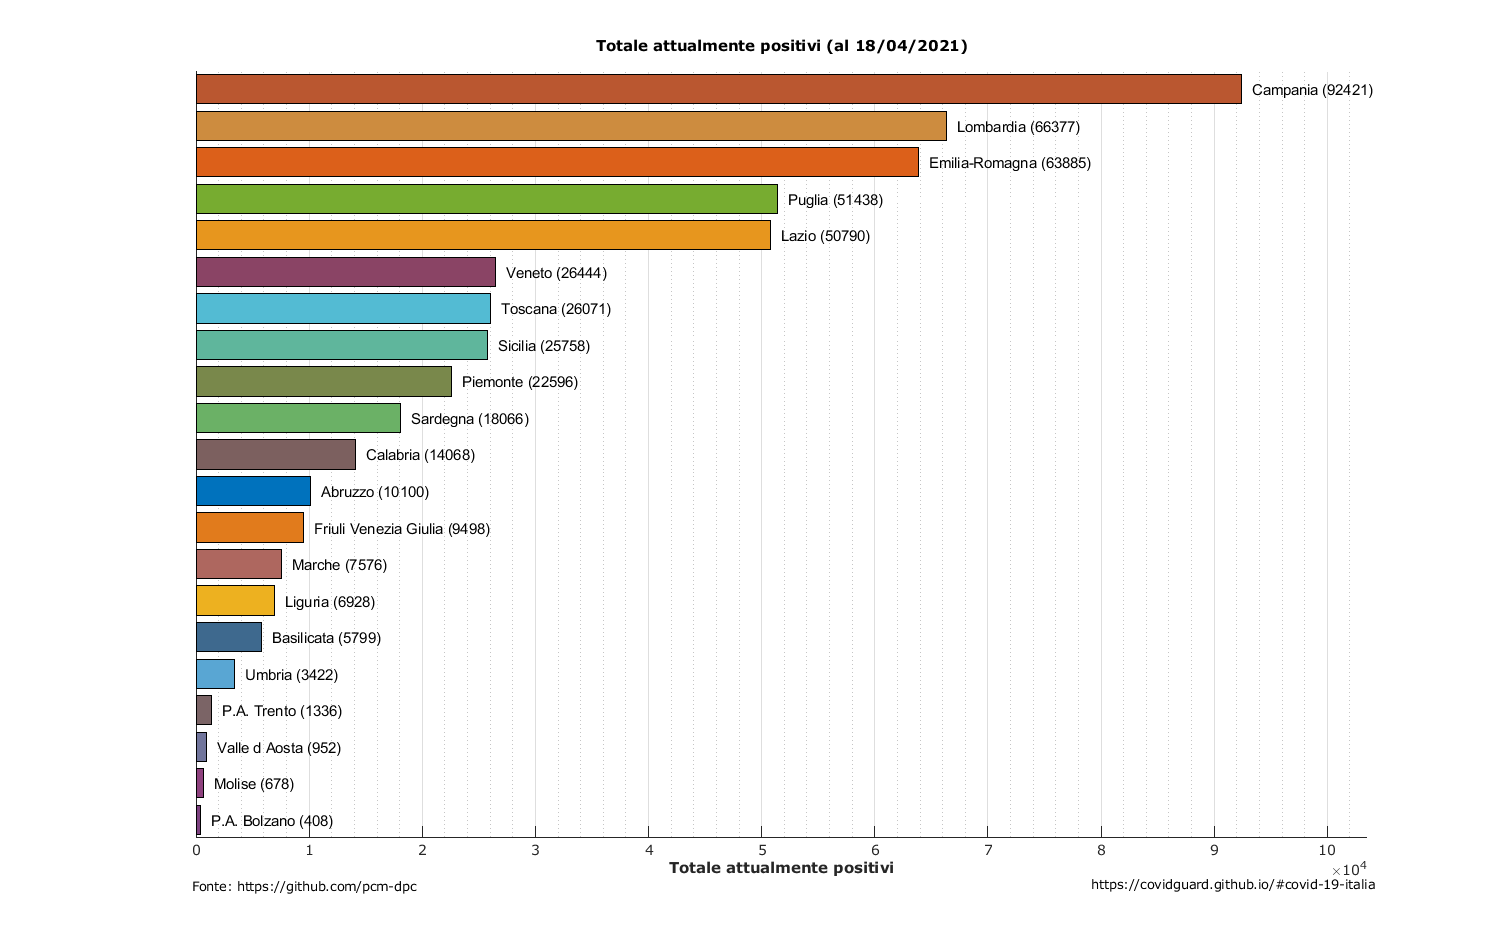 Totale attualmente positivi (al 18/04/2021)
Campania (92421)
Lombardia (66377)
Emilia-Romagna (63885)
Puglia (51438)
Lazio (50790)
Veneto (26444)
Toscana (26071)
Sicilia (25758)
Piemonte (22596)
Sardegna (18066)
Calabria (14068)
Abruzzo (10100)
Friuli Venezia Giulia (9498)
Marche (7576)
Liguria (6928)
Basilicata (5799)
Umbria (3422)
P.A. Trento (1336)
Valle d Aosta (952)
Molise (678)
P.A. Bolzano (408)
0 1 2 3 4 5 6 7 8 9 10
×10⁴
Totale attualmente positivi
Fonte: https://github.com/pcm-dpc
https://covidguard.github.io/#covid-19-italia